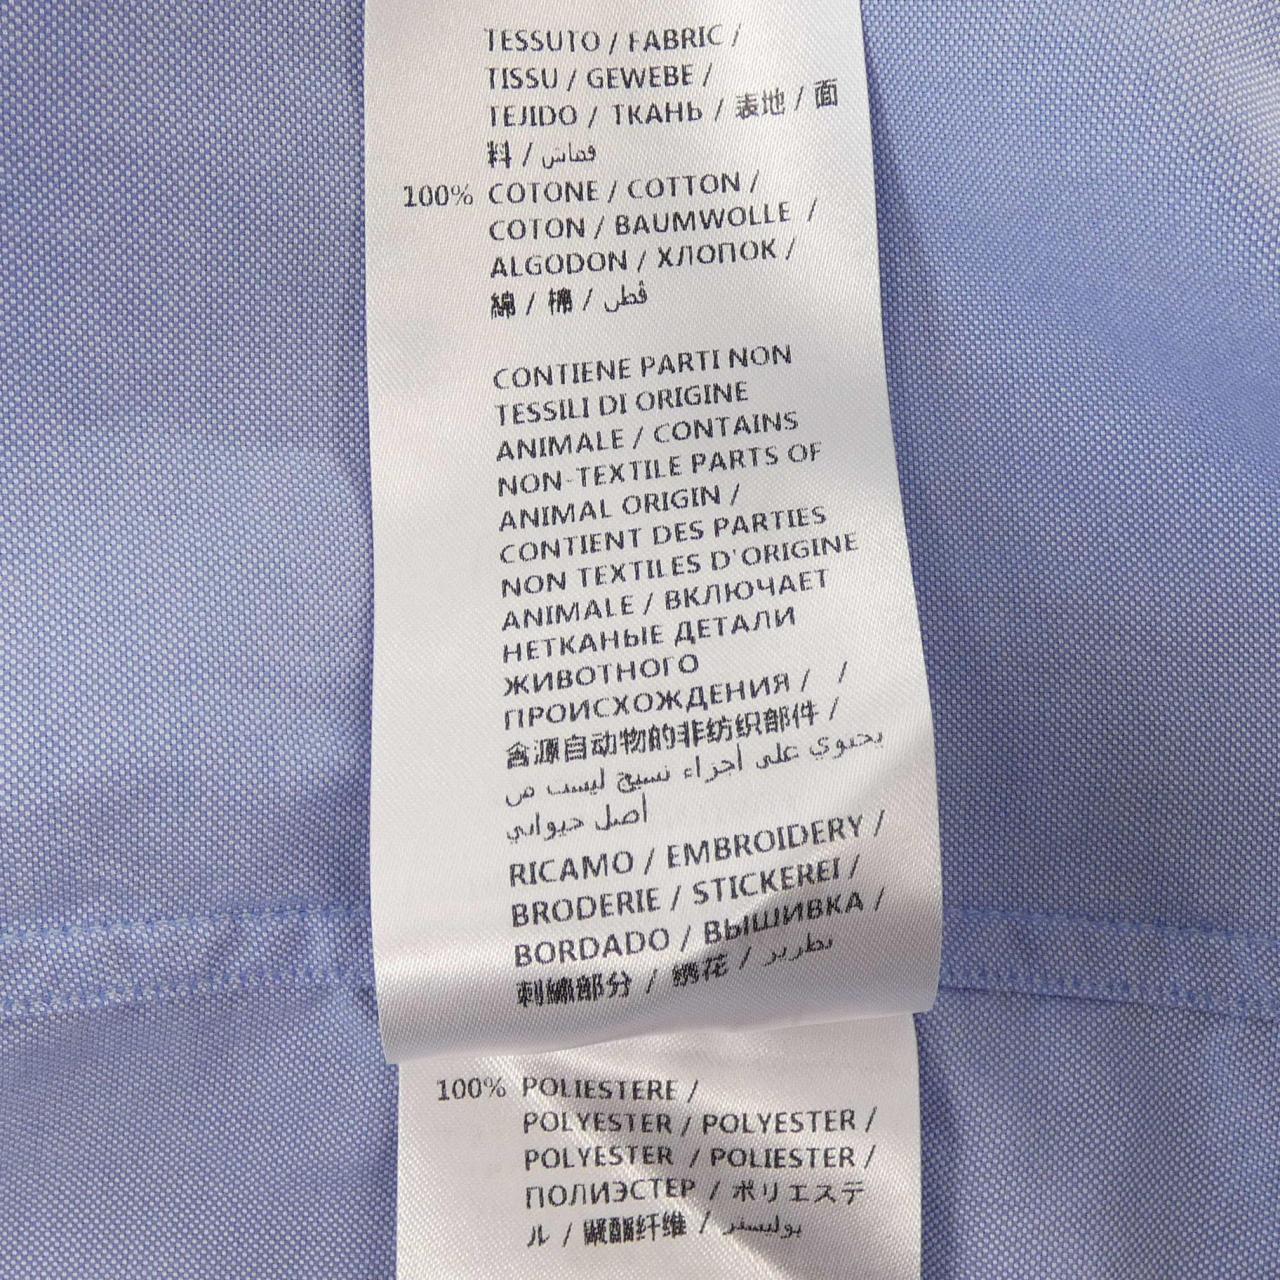 TESSUTO / FABRIC /
TISSU / GEWEBE /
TEJIDO / ТКАНЬ / 表地 / 面
料 / قماش
100% COTONE / COTTON /
COTON / BAUMWOLLE /
ALGODON / ХЛОПОК /
綿 / 棉 / قطن
CONTIENE PARTI NON
TESSILI DI ORIGINE
ANIMALE / CONTAINS
NON-TEXTILE PARTS OF
ANIMAL ORIGIN /
CONTIENT DES PARTIES
NON TEXTILES D'ORIGINE
ANIMALE / ВКЛЮЧАЕТ
НЕТКАНЫЕ ДЕТАЛИ
ЖИВОТНОГО
ПРОИСХОЖДЕНИЯ / /
含源自动物的非纺织部件 /
يحتوي على أجزاء نسيج ليست من
أصل حيواني
RICAMO / EMBROIDERY /
BRODERIE / STICKEREI /
BORDADO / ВЫШИВКА /
刺繍部分 / 绣花 / تطريز
100% POLIESTERE /
POLYESTER / POLYESTER /
POLYESTER / POLIESTER /
ПОЛИЭСТЕР / ポリエステ
ル / 聚酯纤维 / بوليستر